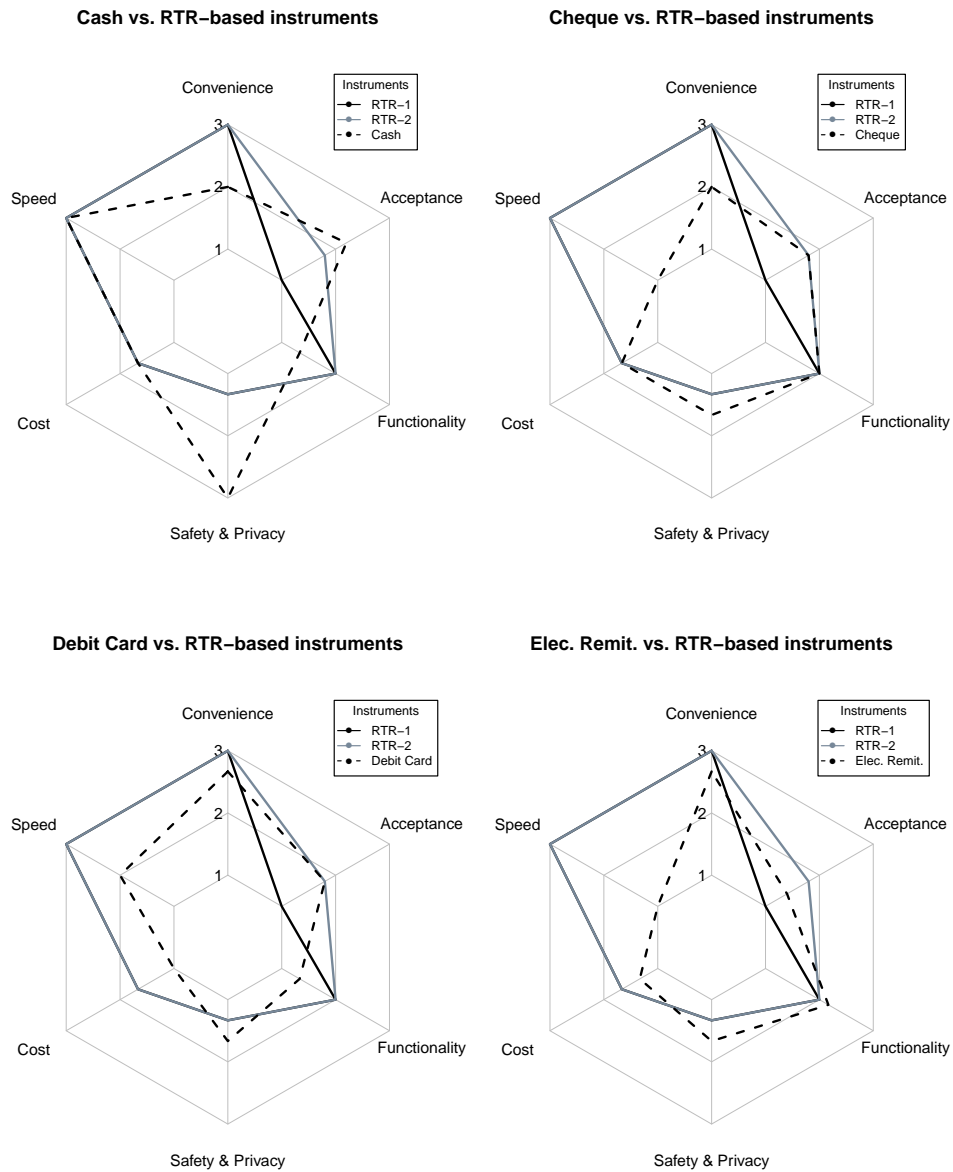 Cash vs. RTR−based instruments
Convenience
Instruments
RTR−1
RTR−2
Cash
3
2
1
Speed
Acceptance
Cost
Functionality
Safety & Privacy
Cheque vs. RTR−based instruments
Convenience
Instruments
RTR−1
RTR−2
Cheque
3
2
1
Speed
Acceptance
Cost
Functionality
Safety & Privacy
Debit Card vs. RTR−based instruments
Convenience
Instruments
RTR−1
RTR−2
Debit Card
3
2
1
Speed
Acceptance
Cost
Functionality
Safety & Privacy
Elec. Remit. vs. RTR−based instruments
Convenience
Instruments
RTR−1
RTR−2
Elec. Remit.
3
2
1
Speed
Acceptance
Cost
Functionality
Safety & Privacy